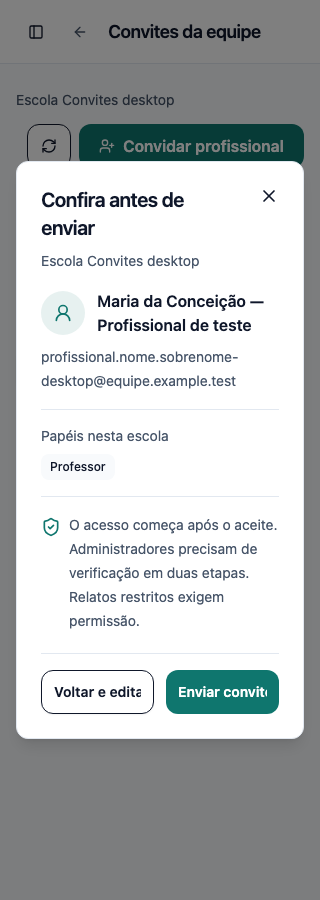 Convites da equipe
Escola Convites desktop
Convidar profissional
Confira antes de
enviar
Escola Convites desktop
Maria da Conceição —
Profissional de teste
profissional.nome.sobrenome-
desktop@equipe.example.test
Papéis nesta escola
Professor
O acesso começa após o aceite.
Administradores precisam de
verificação em duas etapas.
Relatos restritos exigem
permissão.
Voltar e edita
Enviar convite